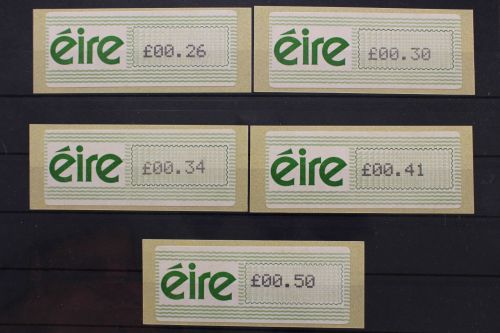 éire £00.26
éire £00.30
éire £00.34
éire £00.41
éire £00.50